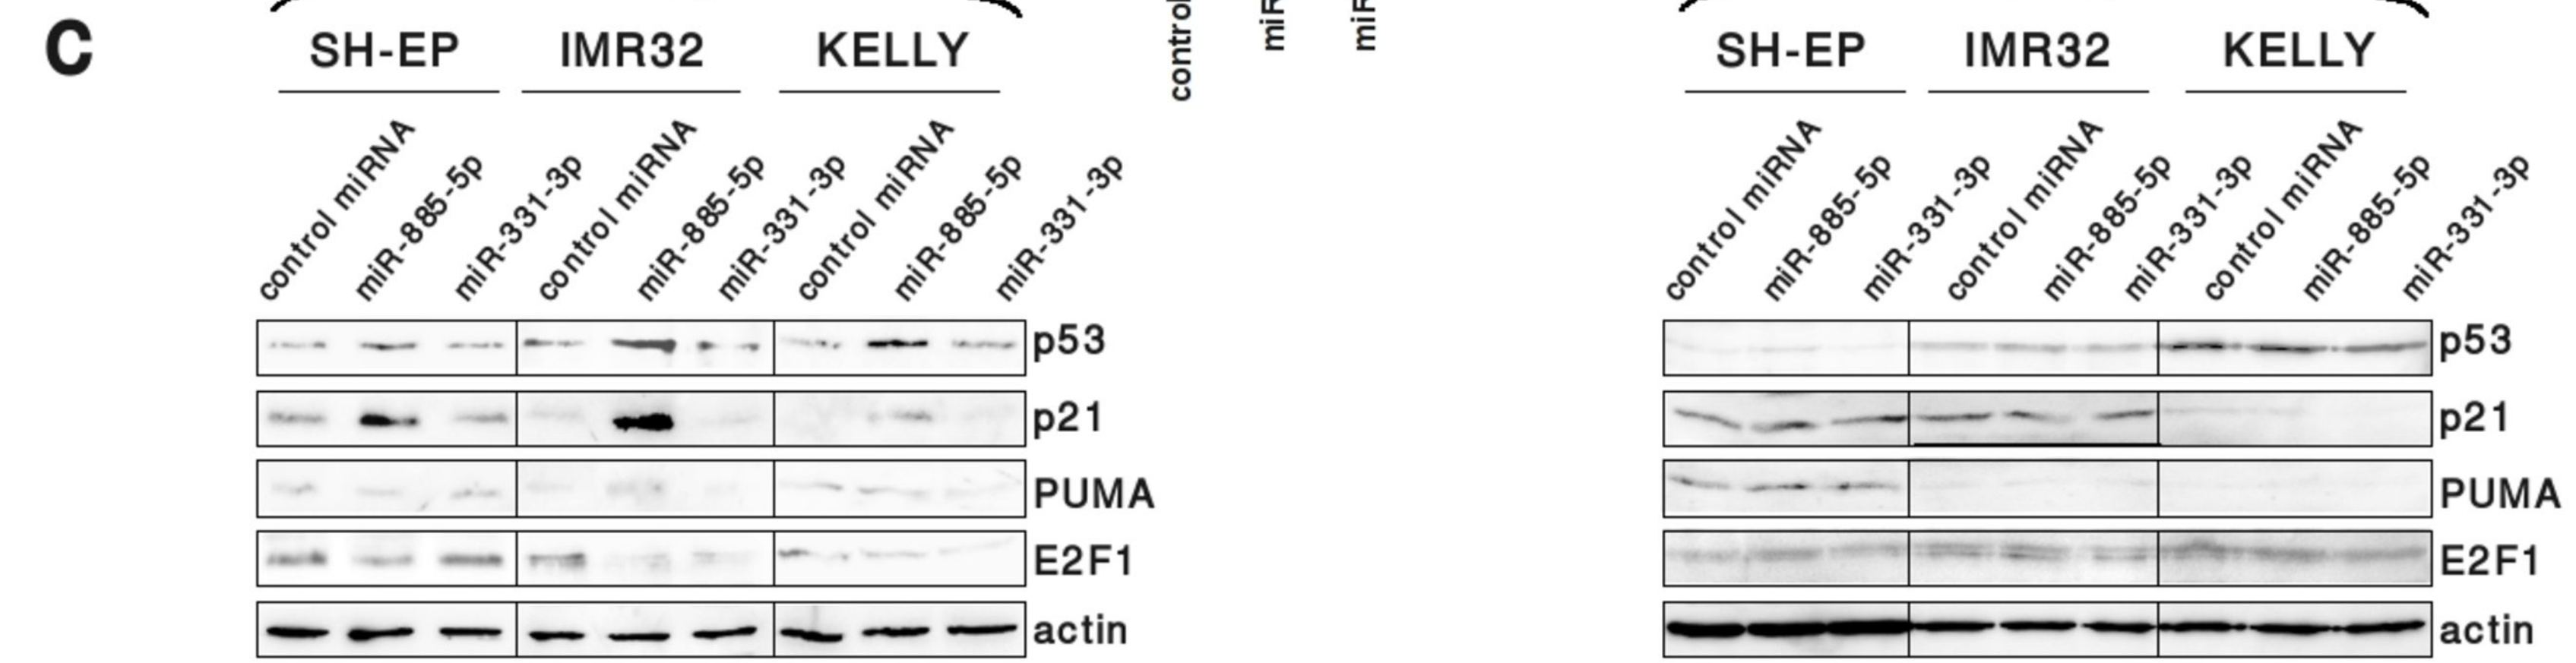 C
SH-EP IMR32 KELLY
control miRNA
miR-885-5p
miR-331-3p
control miRNA
miR-885-5p
miR-331-3p
control miRNA
miR-885-5p
miR-331-3p
p53
p21
PUMA
E2F1
actin
control
miR
miR
SH-EP IMR32 KELLY
control miRNA
miR-885-5p
miR-331-3p
control miRNA
miR-885-5p
miR-331-3p
control miRNA
miR-885-5p
miR-331-3p
p53
p21
PUMA
E2F1
actin